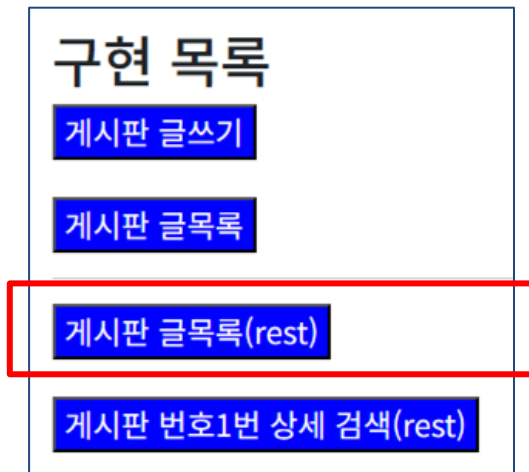 구현 목록
게시판 글쓰기
게시판 글목록
게시판 글목록(rest)
게시판 번호1번 상세 검색(rest)